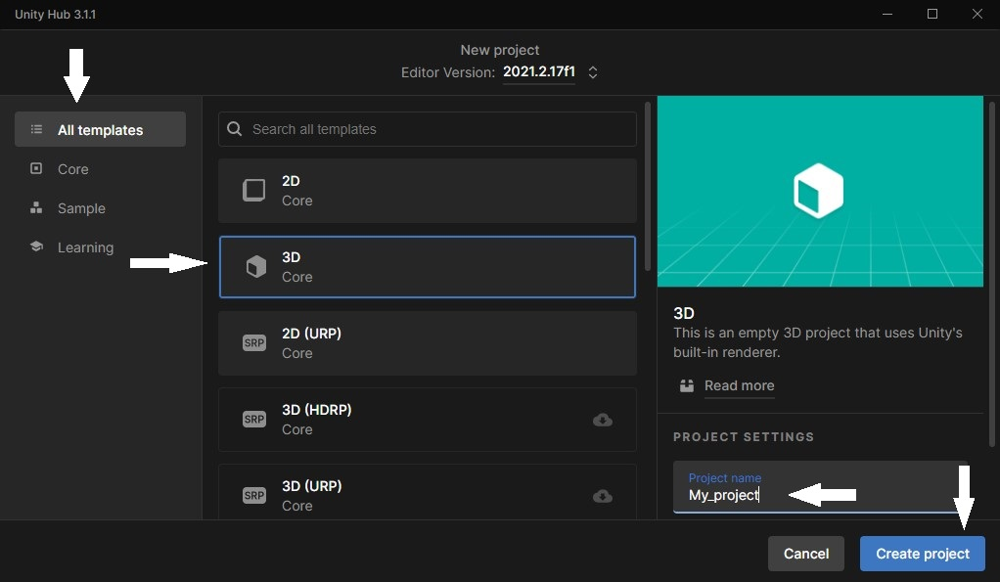 Unity Hub 3.1.1
New project
Editor Version: 2021.2.17f1
All templates
Core
Sample
Learning
Search all templates
2D
Core
3D
Core
SRP
2D (URP)
Core
SRP
3D (HDRP)
Core
SRP
3D (URP)
Core
3D
This is an empty 3D project that uses Unity's
built-in renderer.
Read more
PROJECT SETTINGS
Project name
My_project
Cancel
Create project